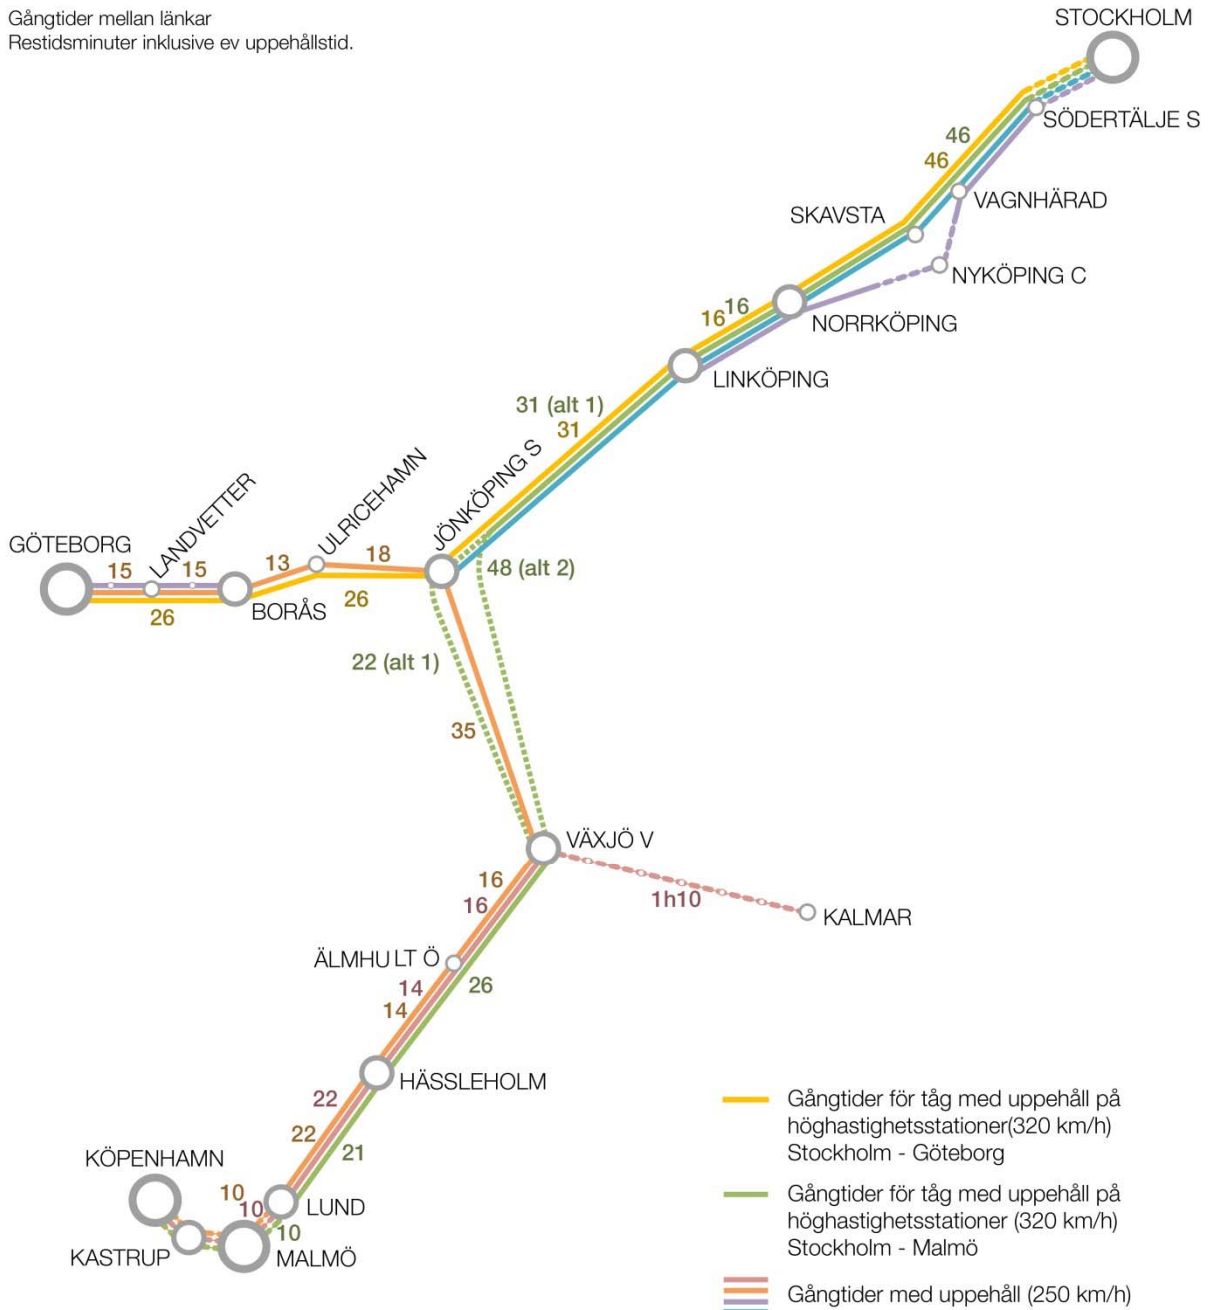 Gångtider mellan länkar
Restidsminuter inklusive ev uppehållstid.
STOCKHOLM
SÖDERTÄLJE S
46
46
VAGNHÄRAD
SKAVSTA
NYKÖPING C
16
16
NORRKÖPING
LINKÖPING
31 (alt 1)
31
JÖNKÖPING S
ULRICEHAMN
LANDVETTER
GÖTEBORG
15
15
13
18
26
BORÅS
26
48 (alt 2)
22 (alt 1)
35
VÄXJÖ V
1h10
KALMAR
16
16
ÄLMHULT Ö
26
14
14
HÄSSLEHOLM
22
22
21
KÖPENHAMN
10
10
10
LUND
KASTRUP
MALMÖ
Gångtider för tåg med uppehåll på
höghastighetsstationer(320 km/h)
Stockholm - Göteborg
Gångtider för tåg med uppehåll på
höghastighetsstationer (320 km/h)
Stockholm - Malmö
Gångtider med uppehåll (250 km/h)